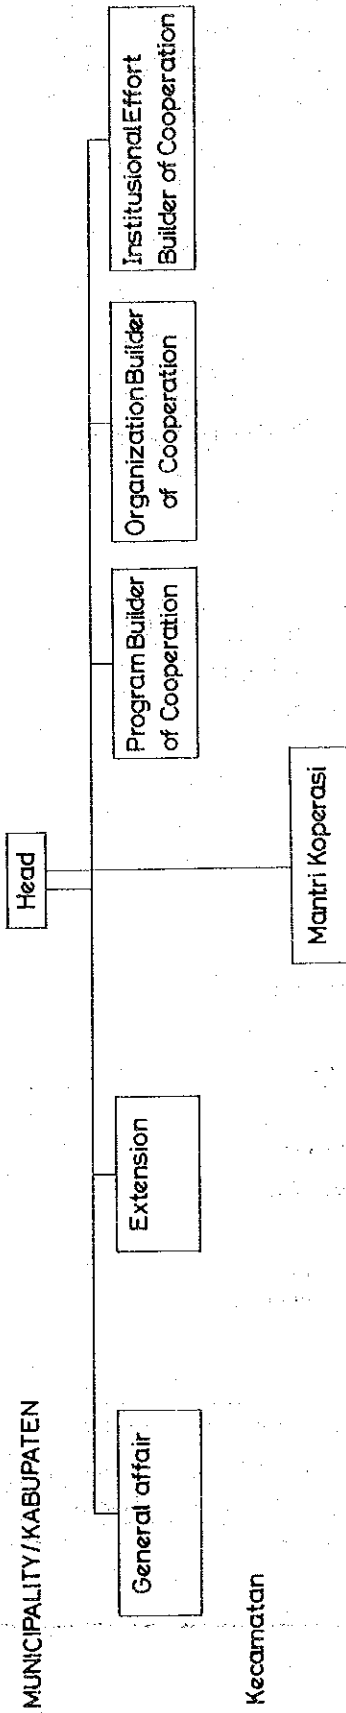 MUNICIPALITY/KABUPATEN
Head
General affair
Extension
Program Builder
of Cooperation
Organization Builder
of Cooperation
Institusional Effort
Builder of Cooperation
Kecamatan
Mantri Koperasi